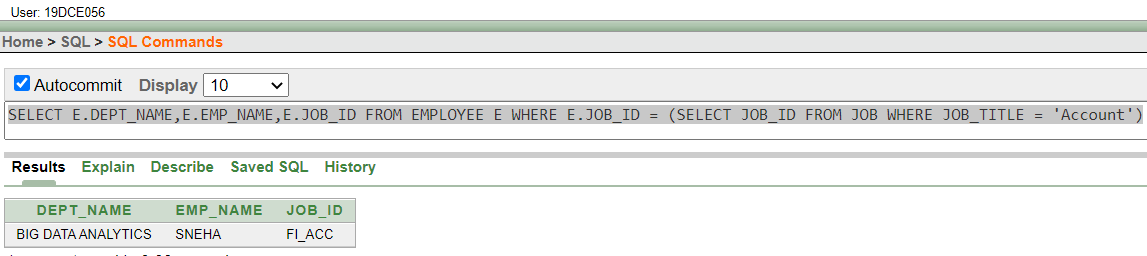 User: 19DCE056
Home > SQL > SQL Commands
Autocommit Display 10
SELECT E.DEPT_NAME,E.EMP_NAME,E.JOB_ID FROM EMPLOYEE E WHERE E.JOB_ID = (SELECT JOB_ID FROM JOB WHERE JOB_TITLE = 'Account')
Results Explain Describe Saved SQL History
DEPT_NAME EMP_NAME JOB_ID
BIG DATA ANALYTICS SNEHA FI_ACC